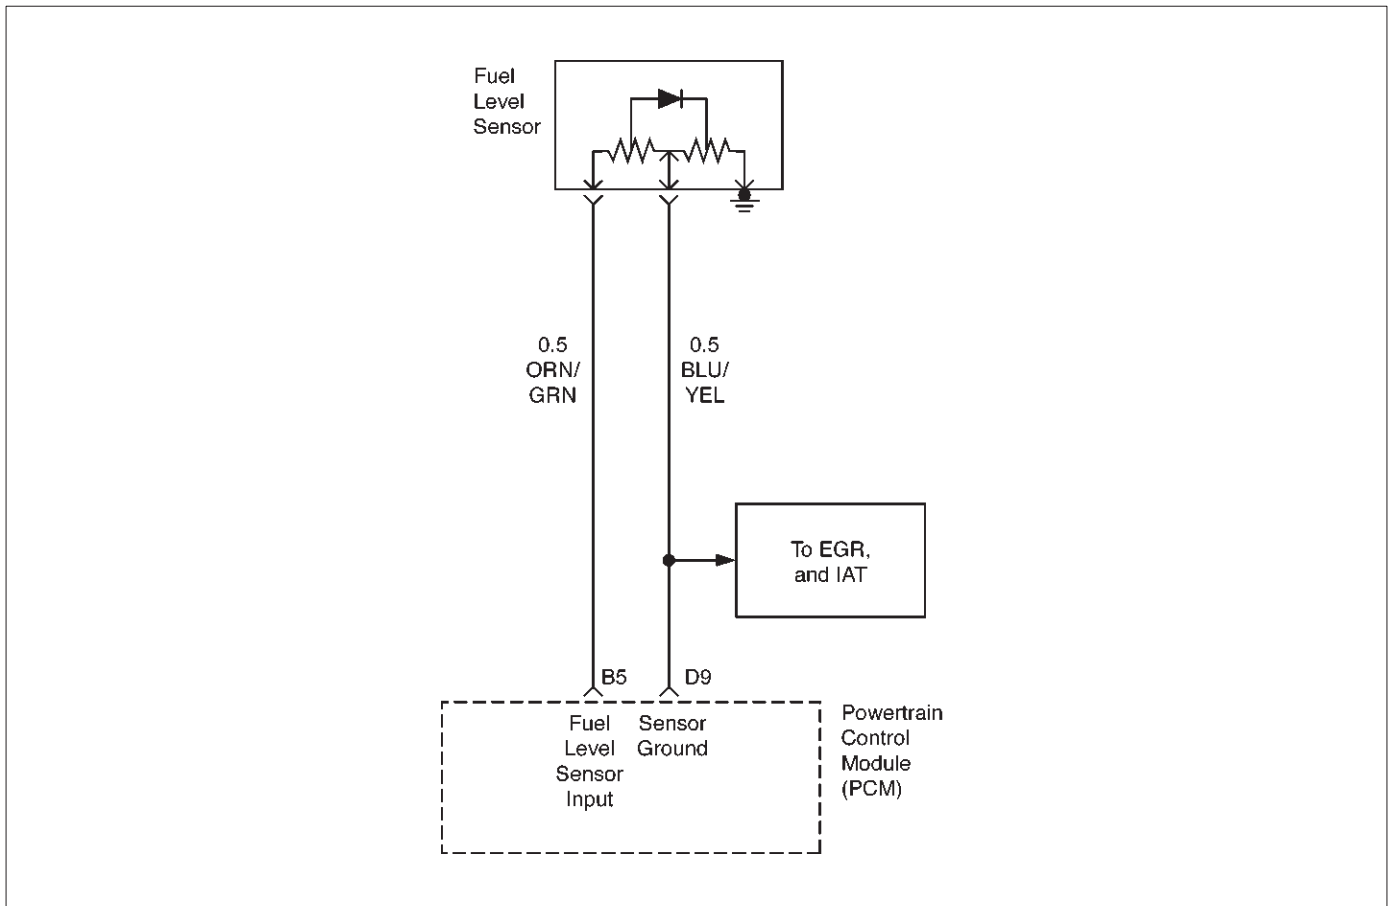 Fuel
Level
Sensor
0.5
ORN/
GRN
0.5
BLU/
YEL
To EGR,
and IAT
B5
D9
Fuel
Level
Sensor
Input
Sensor
Ground
Powertrain
Control
Module
(PCM)